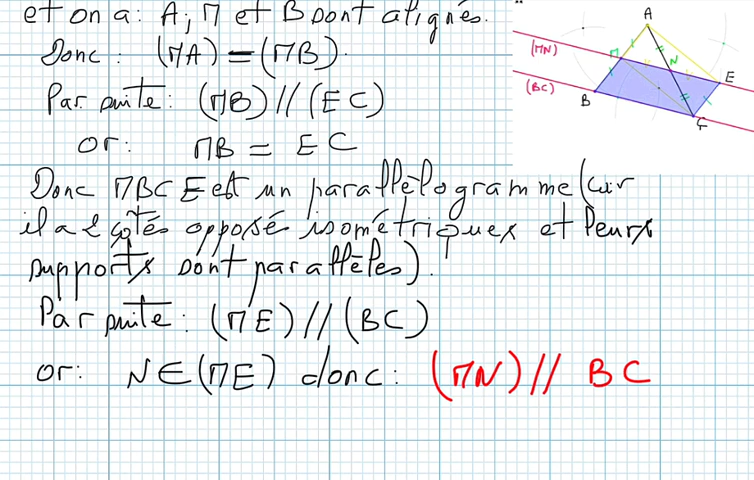 et on a: A, M et B sont alignés.
Donc: (MA) = (MB).
Par suite: (MB) // (EC)
or: MB = EC
Donc MBCE est un parallélogramme (car
il a 2 côtés opposés isométriques et leurs
supports sont parallèles).
Par suite: (ME) // (BC)
or: N ∈ (ME) donc: (MN) // BC
A
(MN)
M
N
E
(BC)
B
C